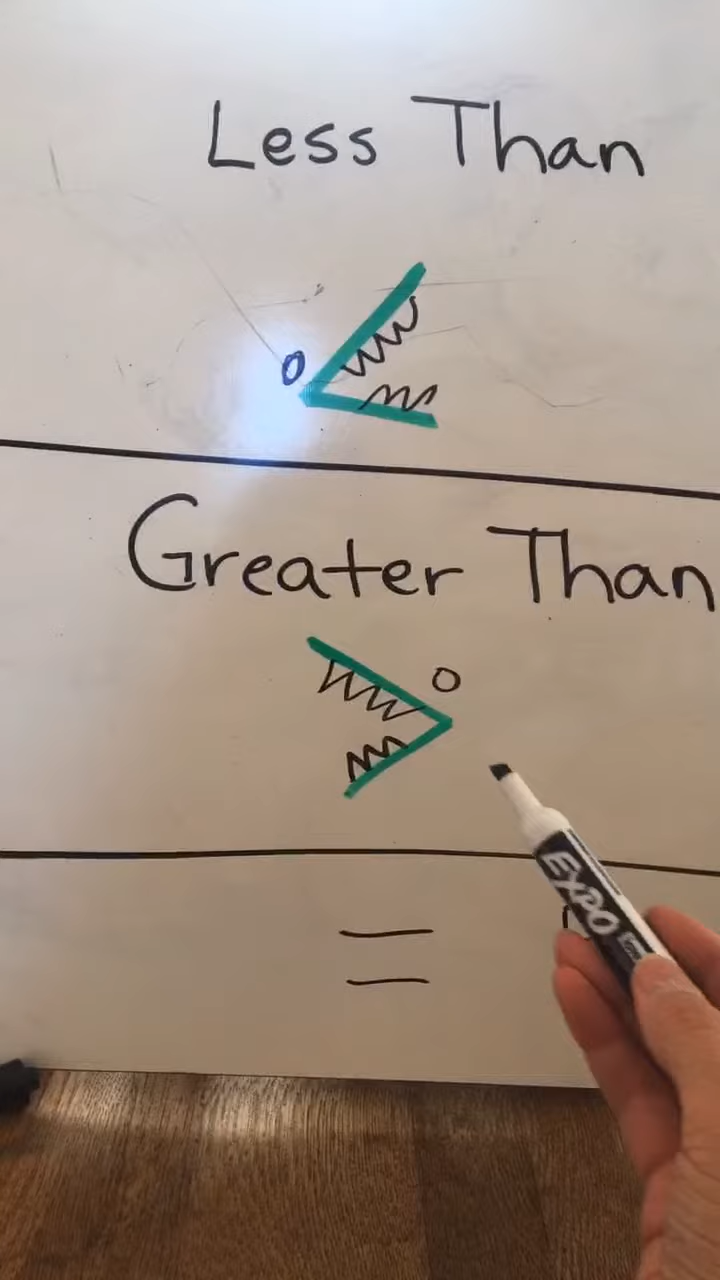 Less Than
<
Greater Than
>
=
EXPO